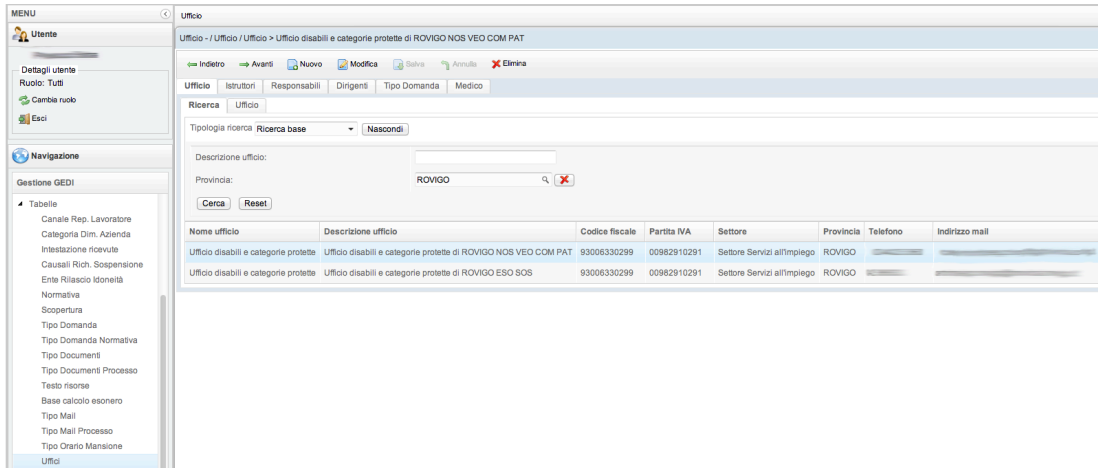 MENU
Utente
Dettagli utente
Ruolo: Tutti
Cambia ruolo
Esci
Navigazione
Gestione GEDI
Tabelle
Canale Rep. Lavoratore
Categoria Dim. Azienda
Intestazione ricevute
Causali Rich. Sospensione
Ente Rilascio Idoneità
Normativa
Scopertura
Tipo Domanda
Tipo Domanda Normativa
Tipo Documenti
Tipo Documenti Processo
Testo risorse
Base calcolo esonero
Tipo Mail
Tipo Mail Processo
Tipo Orario Mansione
Uffici
Ufficio
Ufficio - / Ufficio / Ufficio > Ufficio disabili e categorie protette di ROVIGO NOS VEO COM PAT
Indietro Avanti Nuovo Modifica Salva Annulla Elimina
Ufficio Istruttori Responsabili Dirigenti Tipo Domanda Medico
Ricerca Ufficio
Tipologia ricerca Ricerca base Nascondi
Descrizione ufficio:
Provincia: ROVIGO
Cerca Reset
Nome ufficio Descrizione ufficio Codice fiscale Partita IVA Settore Provincia Telefono Indirizzo mail
Ufficio disabili e categorie protette Ufficio disabili e categorie protette di ROVIGO NOS VEO COM PAT 93006330299 00982910291 Settore Servizi all'impiego ROVIGO
Ufficio disabili e categorie protette Ufficio disabili e categorie protette di ROVIGO ESO SOS 93006330299 00982910291 Settore Servizi all'impiego ROVIGO